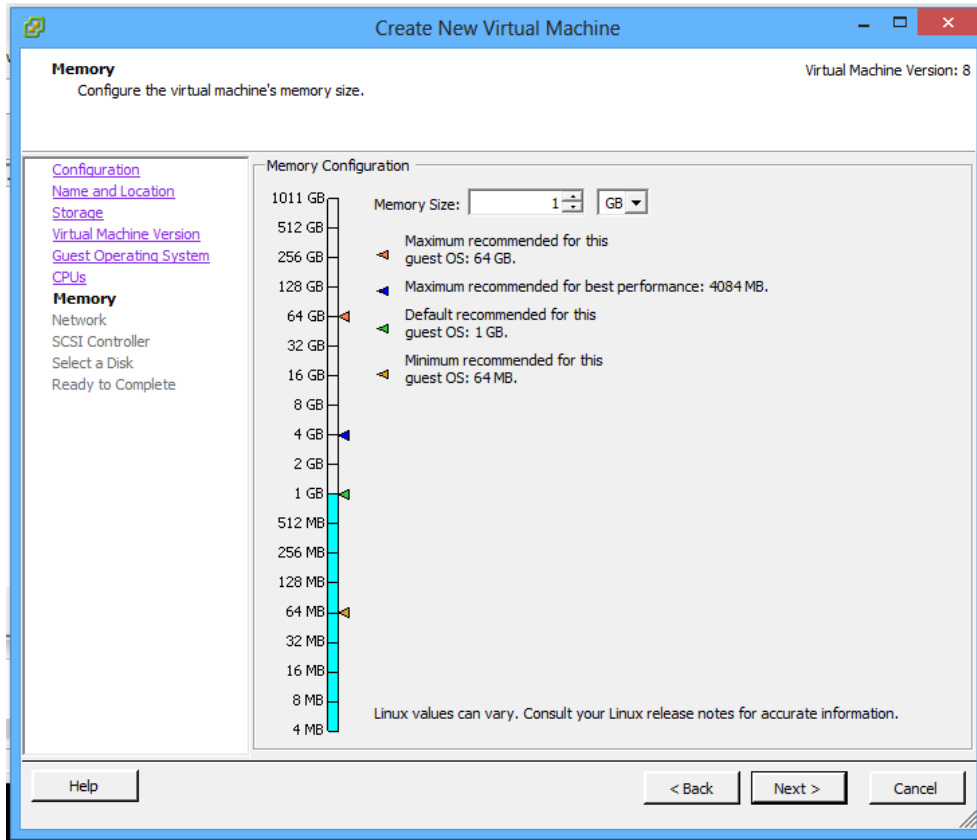 Create New Virtual Machine
Memory
Virtual Machine Version: 8
Configure the virtual machine's memory size.
Configuration
Name and Location
Storage
Virtual Machine Version
Guest Operating System
CPUs
Memory
Network
SCSI Controller
Select a Disk
Ready to Complete
Memory Configuration
1011 GB
512 GB
256 GB
128 GB
64 GB
32 GB
16 GB
8 GB
4 GB
2 GB
1 GB
512 MB
256 MB
128 MB
64 MB
32 MB
16 MB
8 MB
4 MB
Memory Size: 1 GB
Maximum recommended for this
guest OS: 64 GB.
Maximum recommended for best performance: 4084 MB.
Default recommended for this
guest OS: 1 GB.
Minimum recommended for this
guest OS: 64 MB.
Linux values can vary. Consult your Linux release notes for accurate information.
Help
< Back
Next >
Cancel